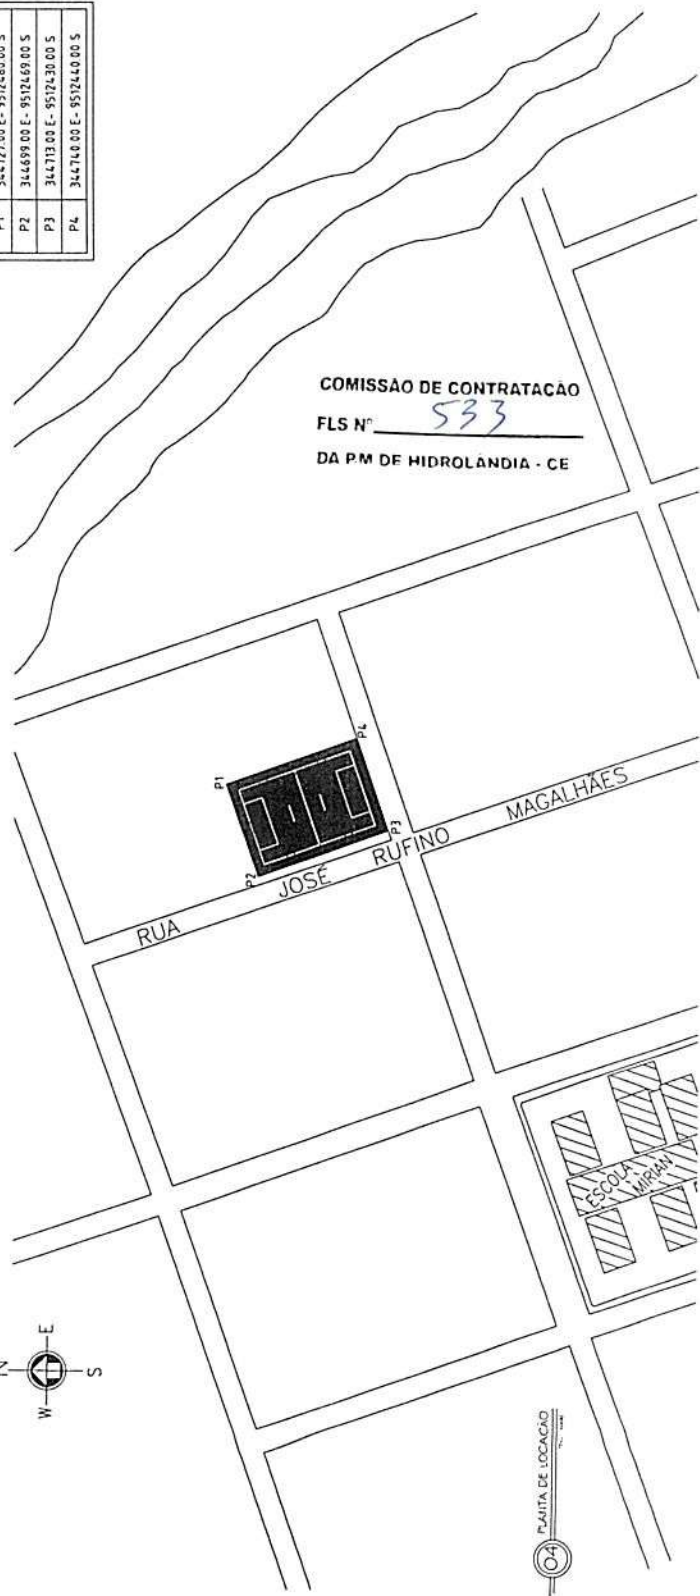 P1 344727.00 E- 9512480.00 S
P2 344699.00 E- 9512469.00 S
P3 344713.00 E- 9512430.00 S
P4 344740.00 E- 9512440.00 S
COMISSÃO DE CONTRATAÇÃO
FLS Nº 533
DA P.M DE HIDROLÂNDIA - CE
P1
P4
P2
P3
RUA JOSÉ RUFINO MAGALHÃES
ESCOLA
MIRIAN
N
W
E
S
04
PLANTA DE LOCAÇÃO